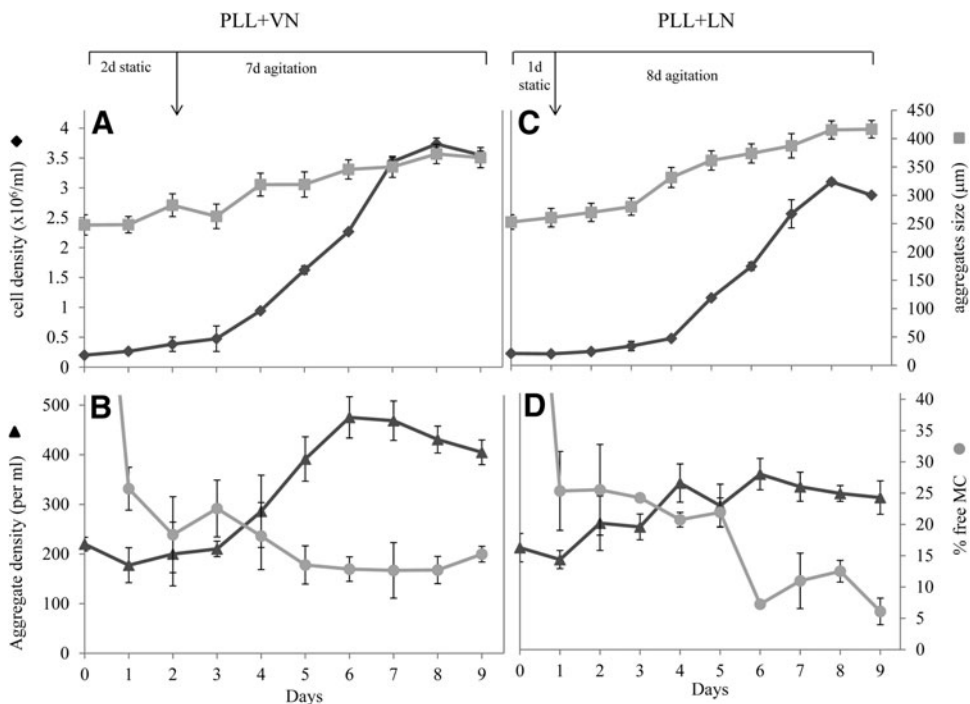 PLL+VN
PLL+LN
2d static
7d agitation
1d
static
8d agitation
A
C
4
3.5
3
2.5
2
1.5
1
0.5
0
cell density (x10⁶/ml)
450
400
350
300
250
200
150
100
50
0
aggregates size (µm)
B
D
500
400
300
200
100
0
Aggregate density (per ml)
40
35
30
25
20
15
10
5
0
% free MC
0 1 2 3 4 5 6 7 8 9
0 1 2 3 4 5 6 7 8 9
Days
Days